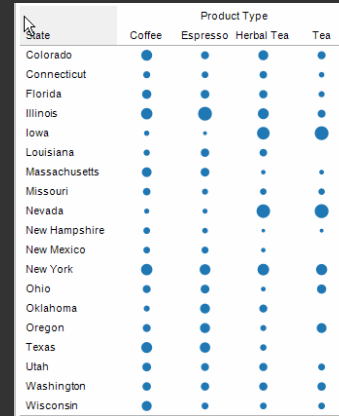 Product Type
State Coffee Espresso Herbal Tea Tea
Colorado
Connecticut
Florida
Illinois
Iowa
Louisiana
Massachusetts
Missouri
Nevada
New Hampshire
New Mexico
New York
Ohio
Oklahoma
Oregon
Texas
Utah
Washington
Wisconsin